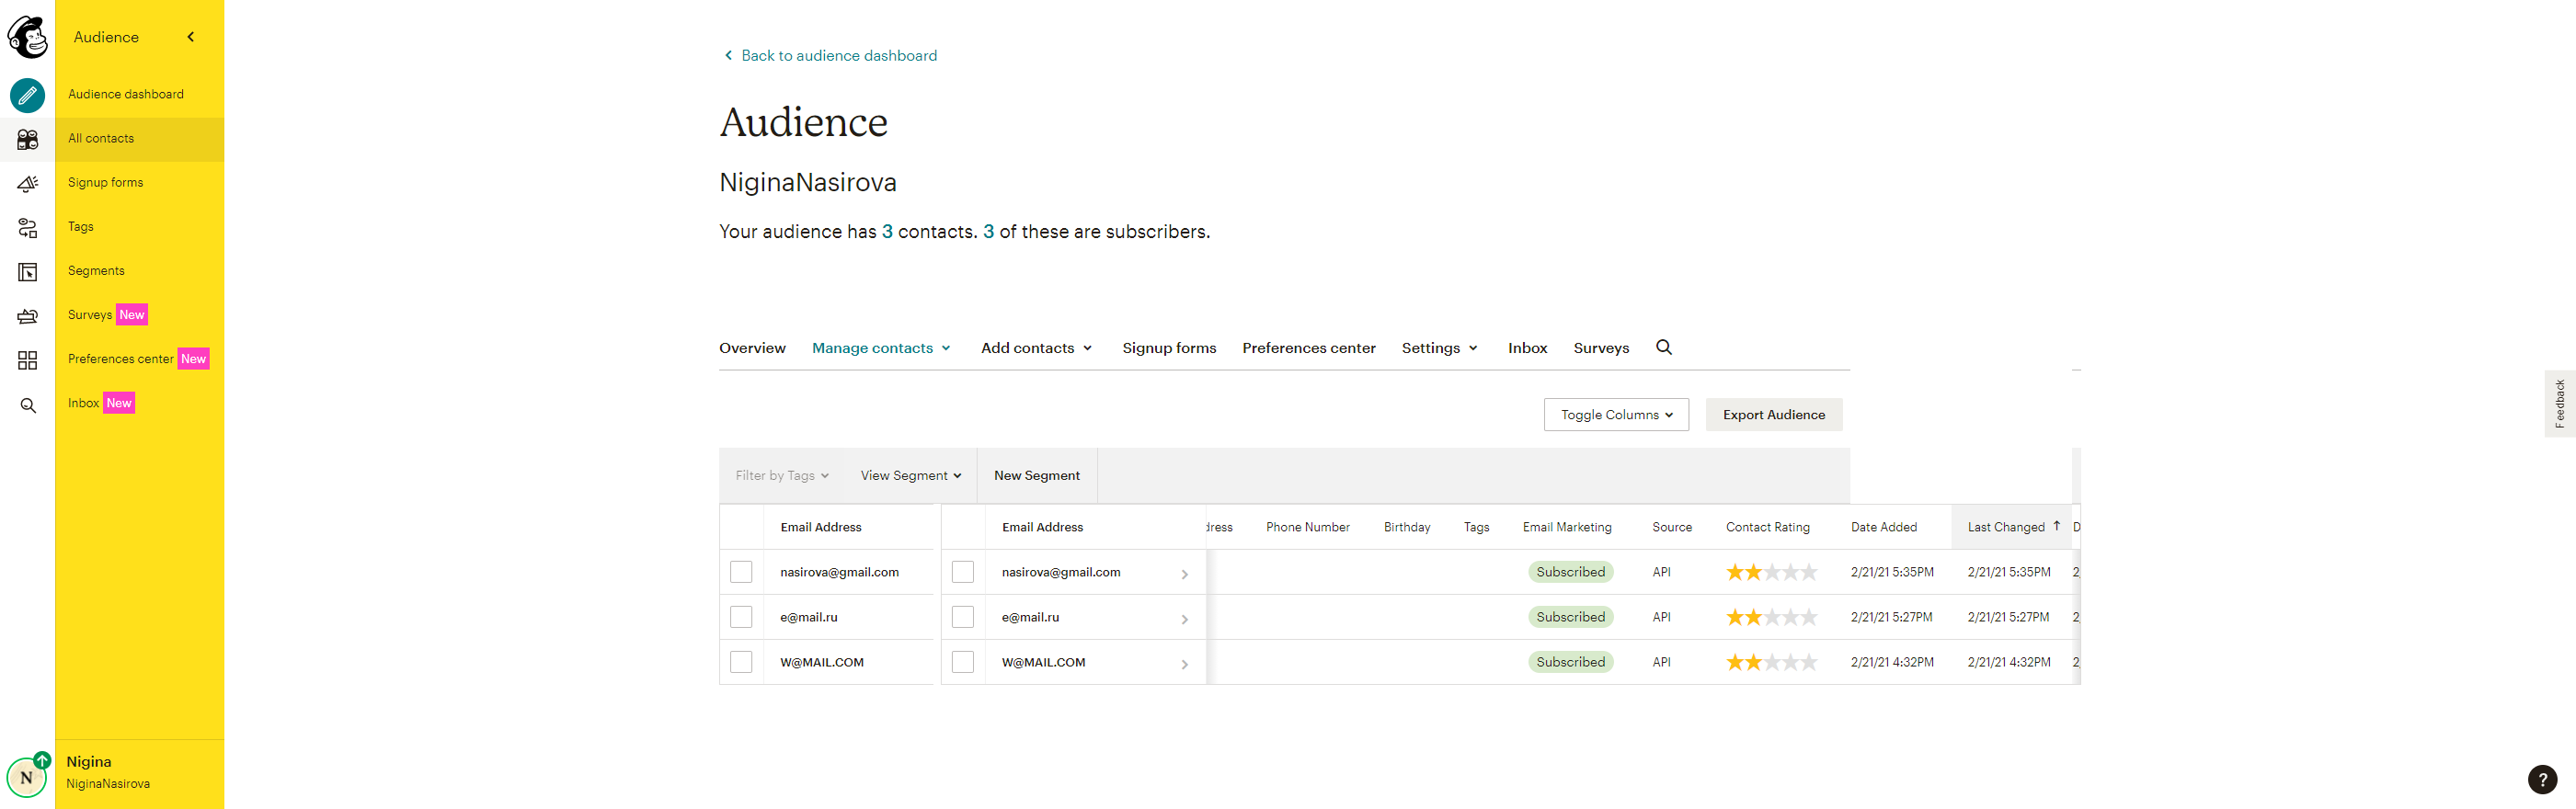 Audience
Audience dashboard
All contacts
Signup forms
Tags
Segments
Surveys New
Preferences center New
Inbox New
N
Nigina
NiginaNasirova
Back to audience dashboard
Audience
NiginaNasirova
Your audience has 3 contacts. 3 of these are subscribers.
Overview Manage contacts Add contacts Signup forms Preferences center Settings Inbox Surveys
Toggle Columns Export Audience
Filter by Tags View Segment New Segment
Email Address Email Address dress Phone Number Birthday Tags Email Marketing Source Contact Rating Date Added Last Changed D
nasirova@gmail.com nasirova@gmail.com Subscribed API 2/21/21 5:35PM 2/21/21 5:35PM 2
e@mail.ru e@mail.ru Subscribed API 2/21/21 5:27PM 2/21/21 5:27PM 2
W@MAIL.COM W@MAIL.COM Subscribed API 2/21/21 4:32PM 2/21/21 4:32PM 2
Feedback
?